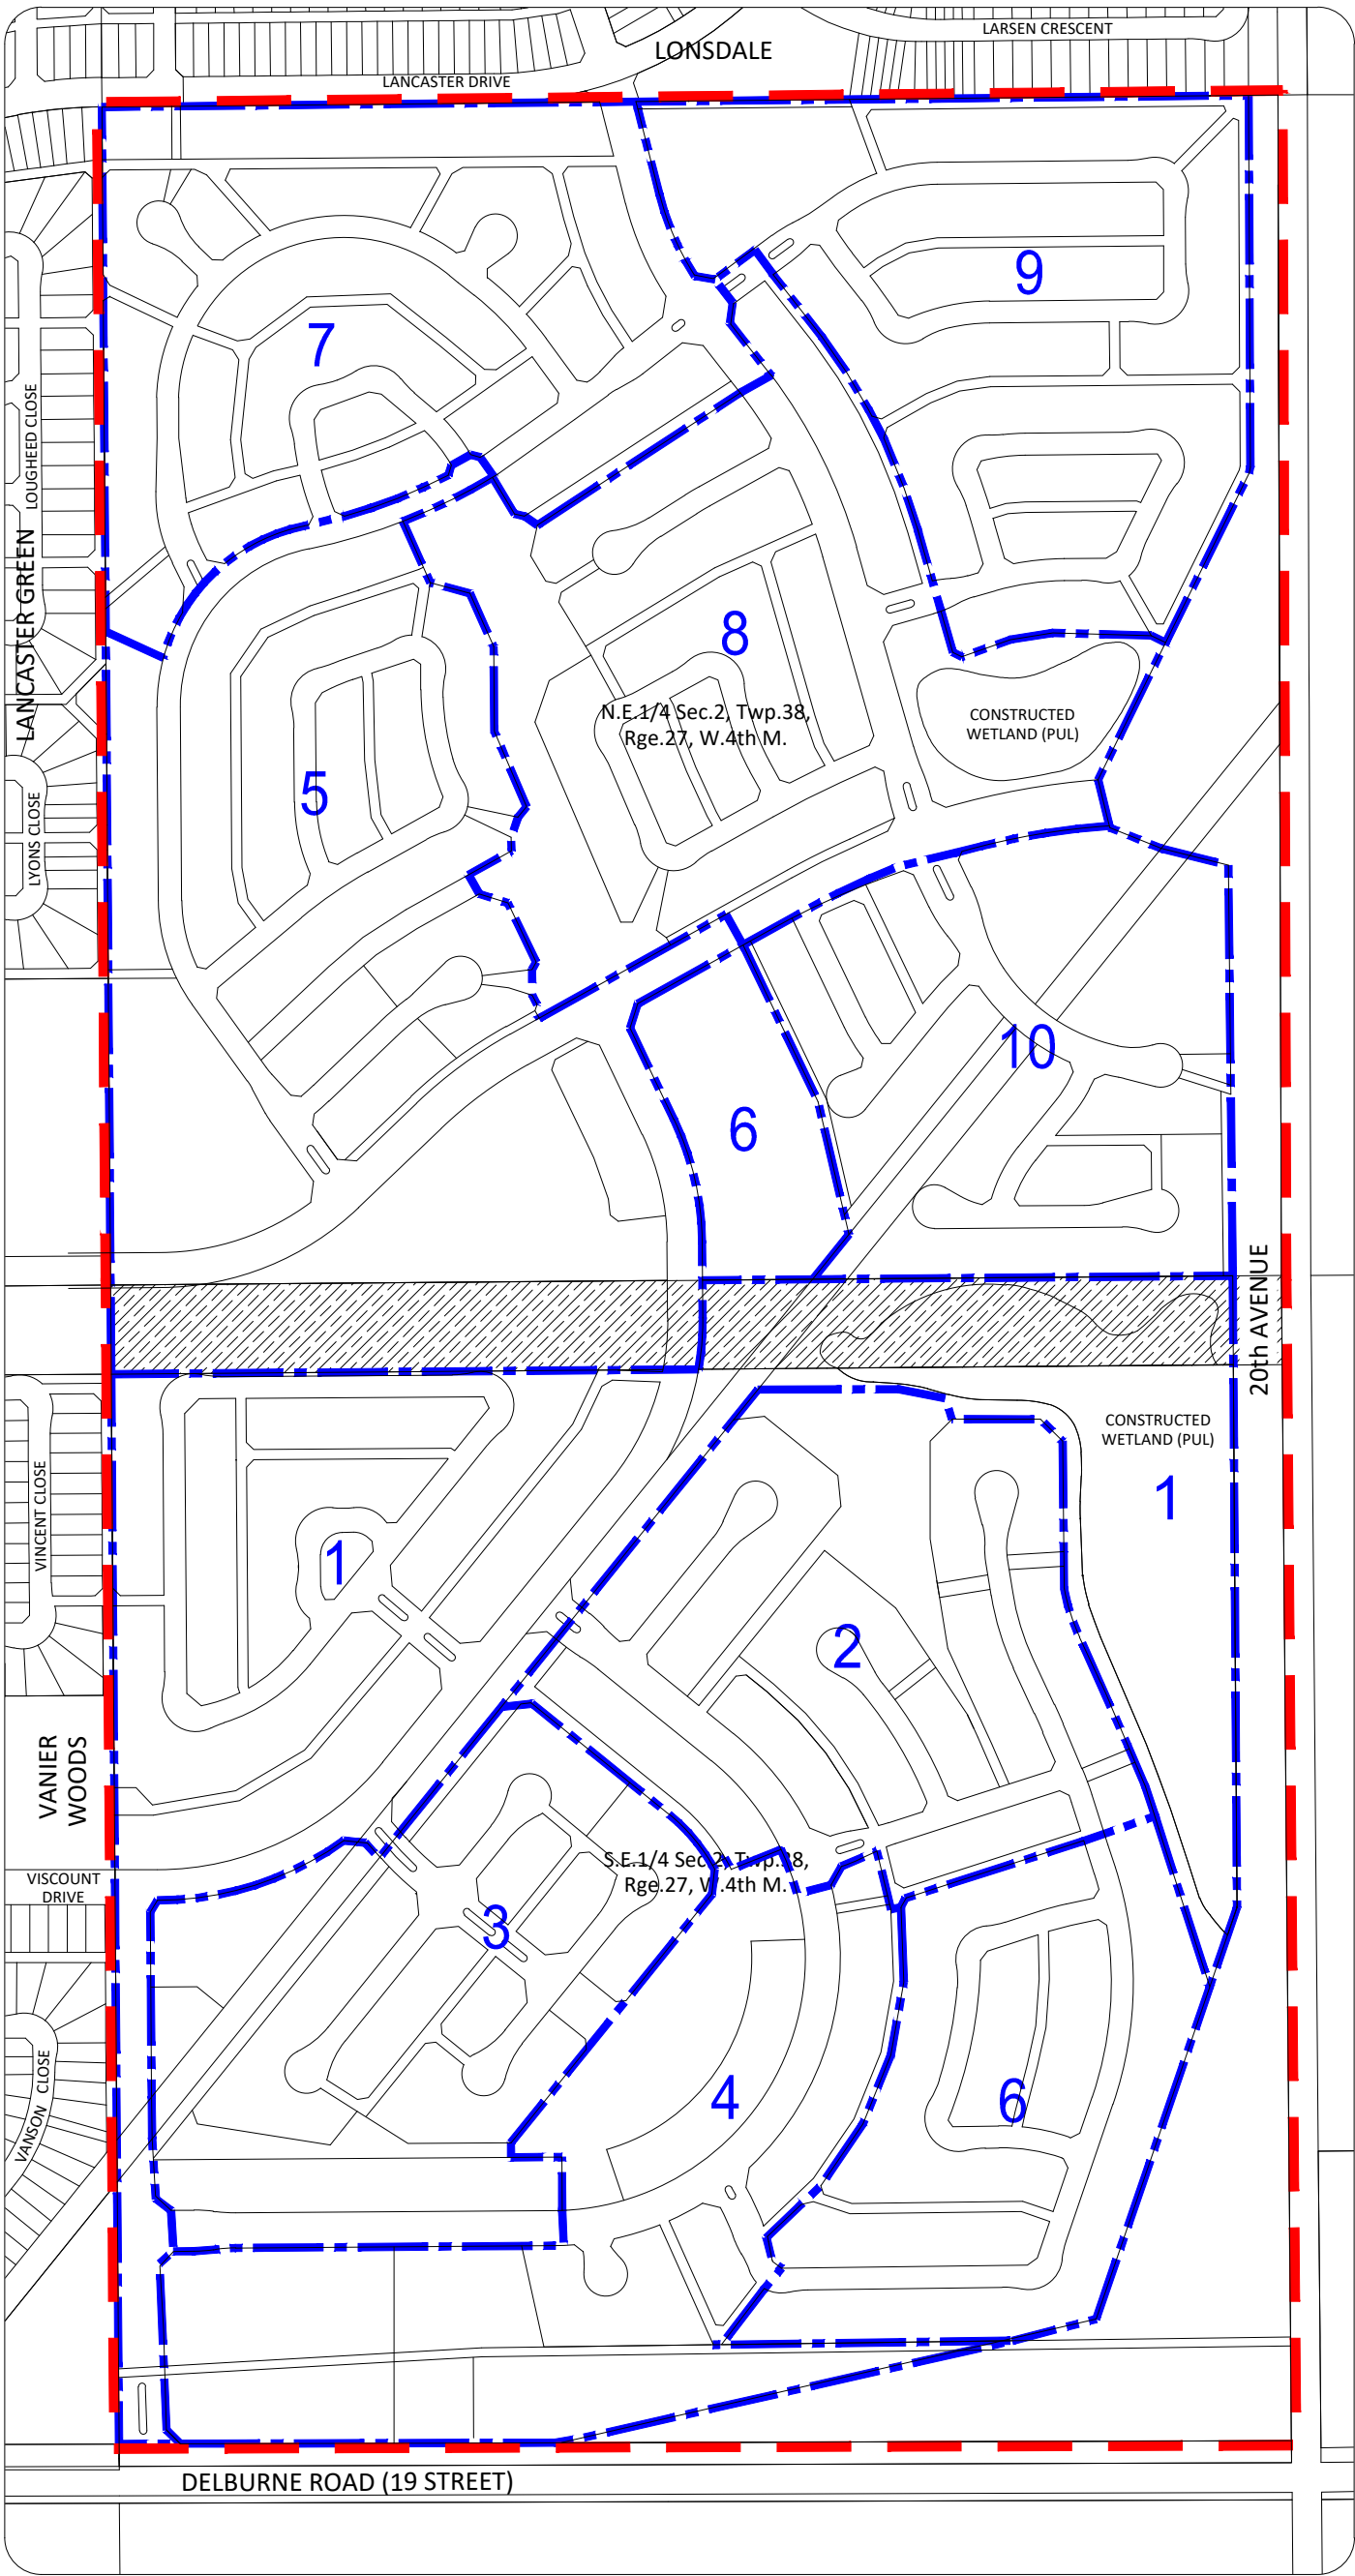 LARSEN CRESCENT
LONSDALE
LANCASTER DRIVE
9
7
LOUGHEED CLOSE
LANCASTER GREEN
8
N.E.1/4 Sec.2, Twp.38,
Rge.27, W.4th M.
CONSTRUCTED
WETLAND (PUL)
5
LYONS CLOSE
10
6
20th AVENUE
CONSTRUCTED
WETLAND (PUL)
1
VINCENT CLOSE
1
2
VANIER
WOODS
S.E.1/4 Sec.2, Twp.38,
Rge.27, W.4th M.
VISCOUNT
DRIVE
3
VANSON CLOSE
4
6
DELBURNE ROAD (19 STREET)